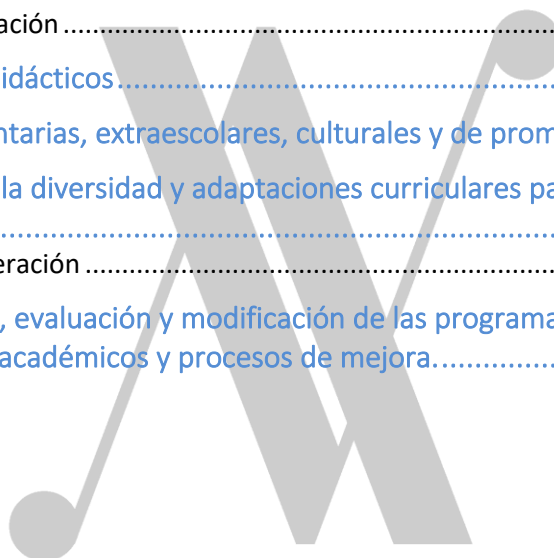 ación ........................................................
idácticos................................................
ntarias, extraescolares, culturales y de prom
la diversidad y adaptaciones curriculares pa
................................................................
eración .....................................................
, evaluación y modificación de las programa
académicos y procesos de mejora. ..............